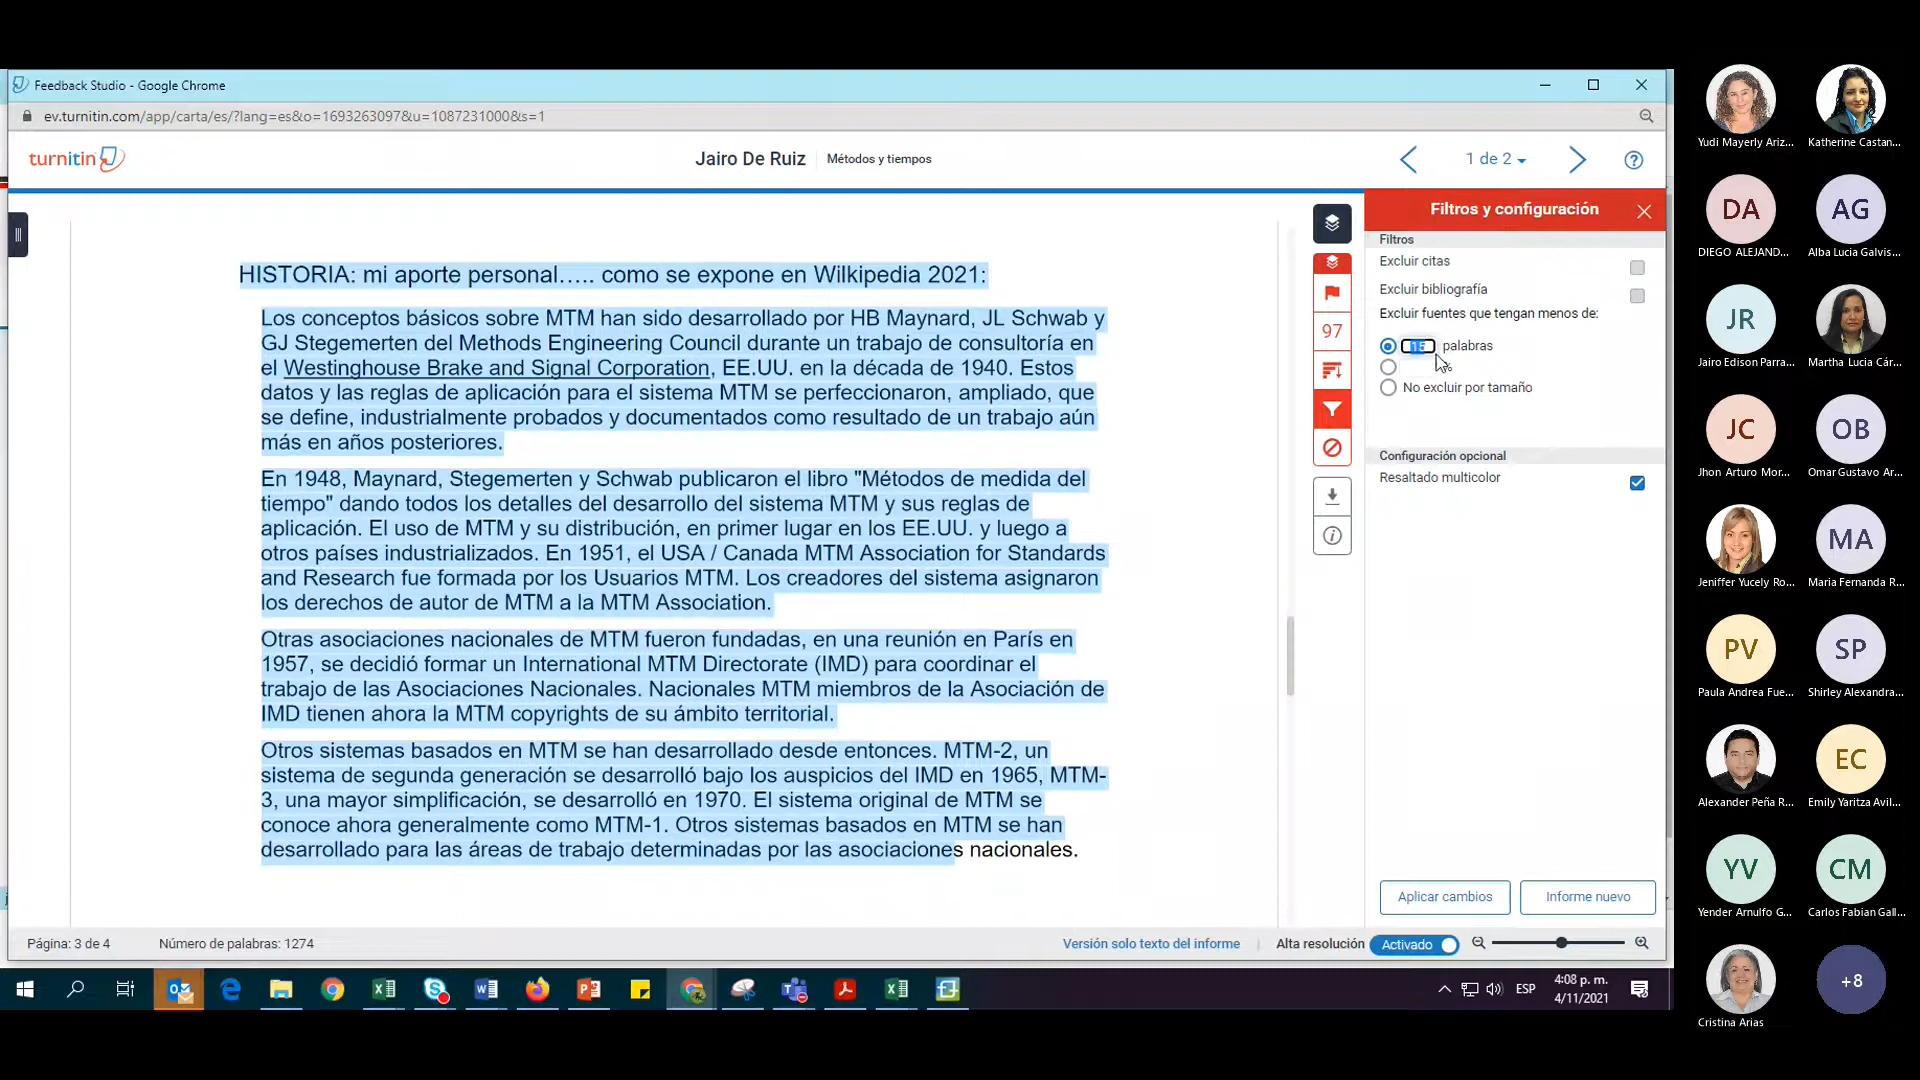 Feedback Studio - Google Chrome
ev.turnitin.com/app/carta/es/?lang=es&o=1693263097&u=1087231000&s=1
turnitin
Jairo De Ruiz
Métodos y tiempos
1 de 2
HISTORIA: mi aporte personal….. como se expone en Wilkipedia 2021:
Los conceptos básicos sobre MTM han sido desarrollado por HB Maynard, JL Schwab y
GJ Stegemerten del Methods Engineering Council durante un trabajo de consultoría en
el Westinghouse Brake and Signal Corporation, EE.UU. en la década de 1940. Estos
datos y las reglas de aplicación para el sistema MTM se perfeccionaron, ampliado, que
se define, industrialmente probados y documentados como resultado de un trabajo aún
más en años posteriores.
En 1948, Maynard, Stegemerten y Schwab publicaron el libro "Métodos de medida del
tiempo" dando todos los detalles del desarrollo del sistema MTM y sus reglas de
aplicación. El uso de MTM y su distribución, en primer lugar en los EE.UU. y luego a
otros países industrializados. En 1951, el USA / Canada MTM Association for Standards
and Research fue formada por los Usuarios MTM. Los creadores del sistema asignaron
los derechos de autor de MTM a la MTM Association.
Otras asociaciones nacionales de MTM fueron fundadas, en una reunión en París en
1957, se decidió formar un International MTM Directorate (IMD) para coordinar el
trabajo de las Asociaciones Nacionales. Nacionales MTM miembros de la Asociación de
IMD tienen ahora la MTM copyrights de su ámbito territorial.
Otros sistemas basados en MTM se han desarrollado desde entonces. MTM-2, un
sistema de segunda generación se desarrolló bajo los auspicios del IMD en 1965, MTM-
3, una mayor simplificación, se desarrolló en 1970. El sistema original de MTM se
conoce ahora generalmente como MTM-1. Otros sistemas basados en MTM se han
desarrollado para las áreas de trabajo determinadas por las asociaciones nacionales.
97
Filtros y configuración
Filtros
Excluir citas
Excluir bibliografía
Excluir fuentes que tengan menos de:
15 palabras
%
No excluir por tamaño
Configuración opcional
Resaltado multicolor
Aplicar cambios
Informe nuevo
Página: 3 de 4
Número de palabras: 1274
Versión solo texto del informe
Alta resolución
Activado
ESP
4:08 p. m.
4/11/2021
Yudi Mayerly Ariz...
Katherine Castan...
DA
DIEGO ALEJAND...
AG
Alba Lucia Galvis...
JR
Jairo Edison Parra...
Martha Lucia Cár...
JC
Jhon Arturo Mor...
OB
Omar Gustavo Ar...
Jeniffer Yucely Ro...
MA
Maria Fernanda R...
PV
Paula Andrea Fue...
SP
Shirley Alexandra...
Alexander Peña R...
EC
Emily Yaritza Avil...
YV
Yender Arnulfo G...
CM
Carlos Fabian Gall...
Cristina Arias
+8